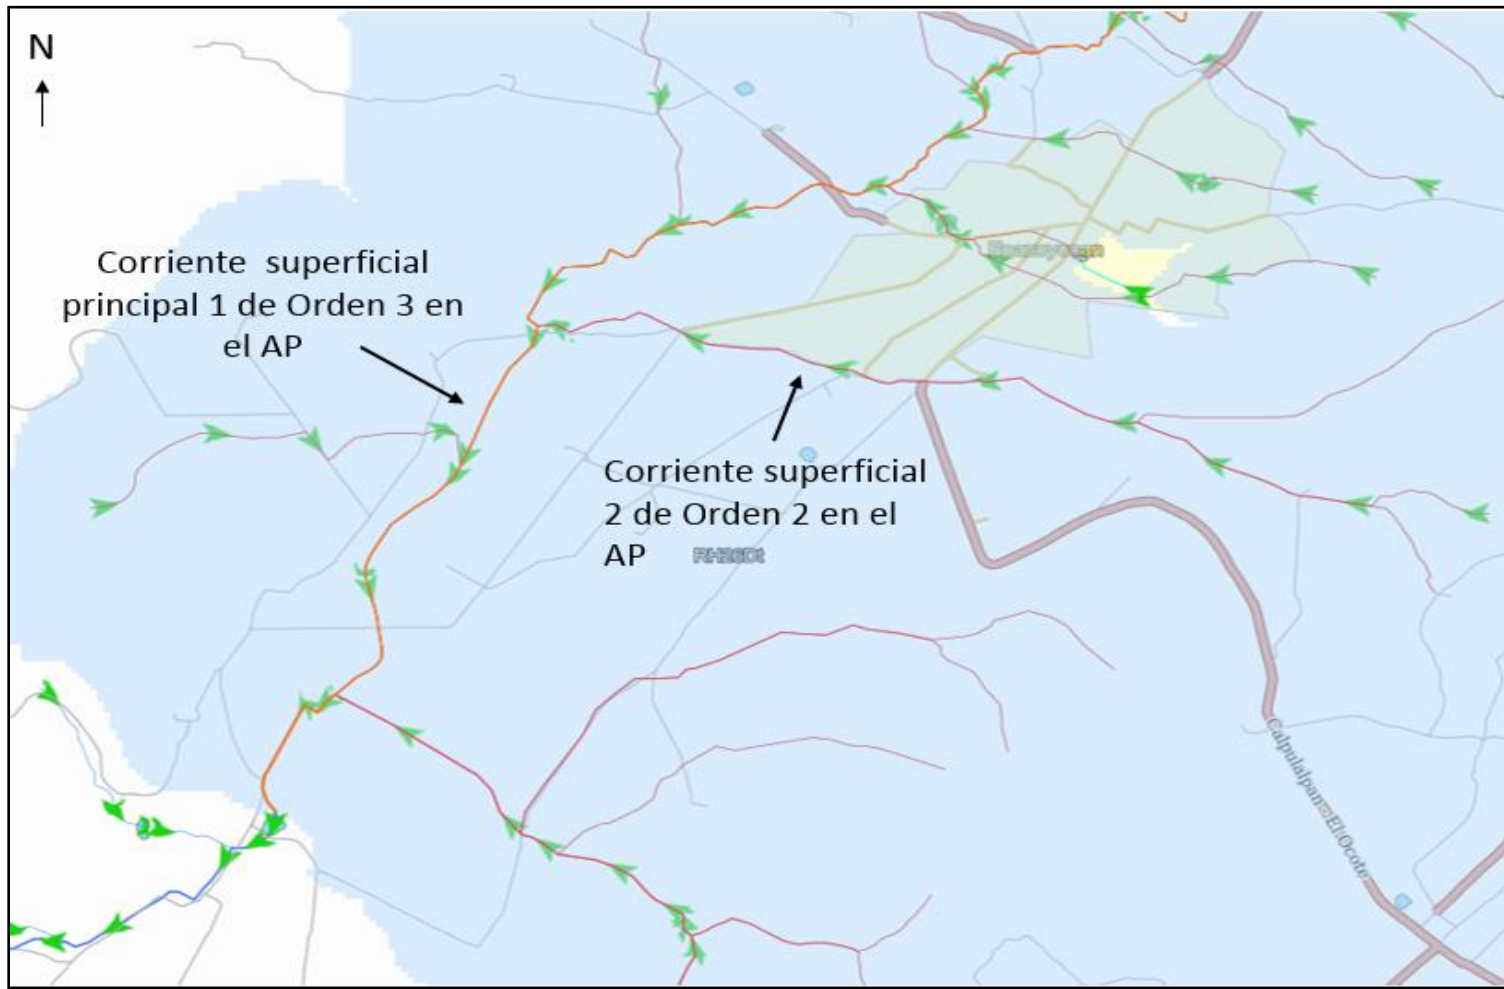 N
Corriente superficial
principal 1 de Orden 3 en
el AP
Corriente superficial
2 de Orden 2 en el
AP
RH26Dt
Calpulalpan - El Ocote